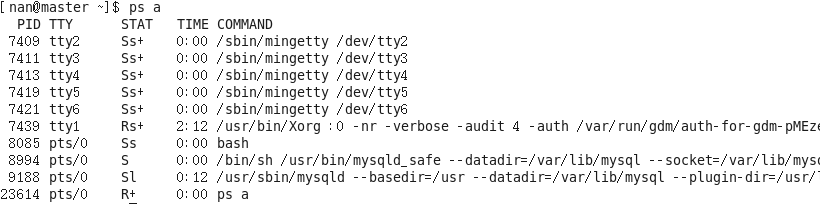 [nan@master ~]$ ps a
  PID TTY      STAT   TIME COMMAND
 7409 tty2     Ss+    0:00 /sbin/mingetty /dev/tty2
 7411 tty3     Ss+    0:00 /sbin/mingetty /dev/tty3
 7413 tty4     Ss+    0:00 /sbin/mingetty /dev/tty4
 7419 tty5     Ss+    0:00 /sbin/mingetty /dev/tty5
 7421 tty6     Ss+    0:00 /sbin/mingetty /dev/tty6
 7439 tty1     Rs+    2:12 /usr/bin/Xorg :0 -nr -verbose -audit 4 -auth /var/run/gdm/auth-for-gdm-pMEze
 8085 pts/0    Ss     0:00 bash
 8994 pts/0    S      0:00 /bin/sh /usr/bin/mysqld_safe --datadir=/var/lib/mysql --socket=/var/lib/mys
 9188 pts/0    Sl     0:12 /usr/sbin/mysqld --basedir=/usr --datadir=/var/lib/mysql --plugin-dir=/usr/
23614 pts/0    R+     0:00 ps a